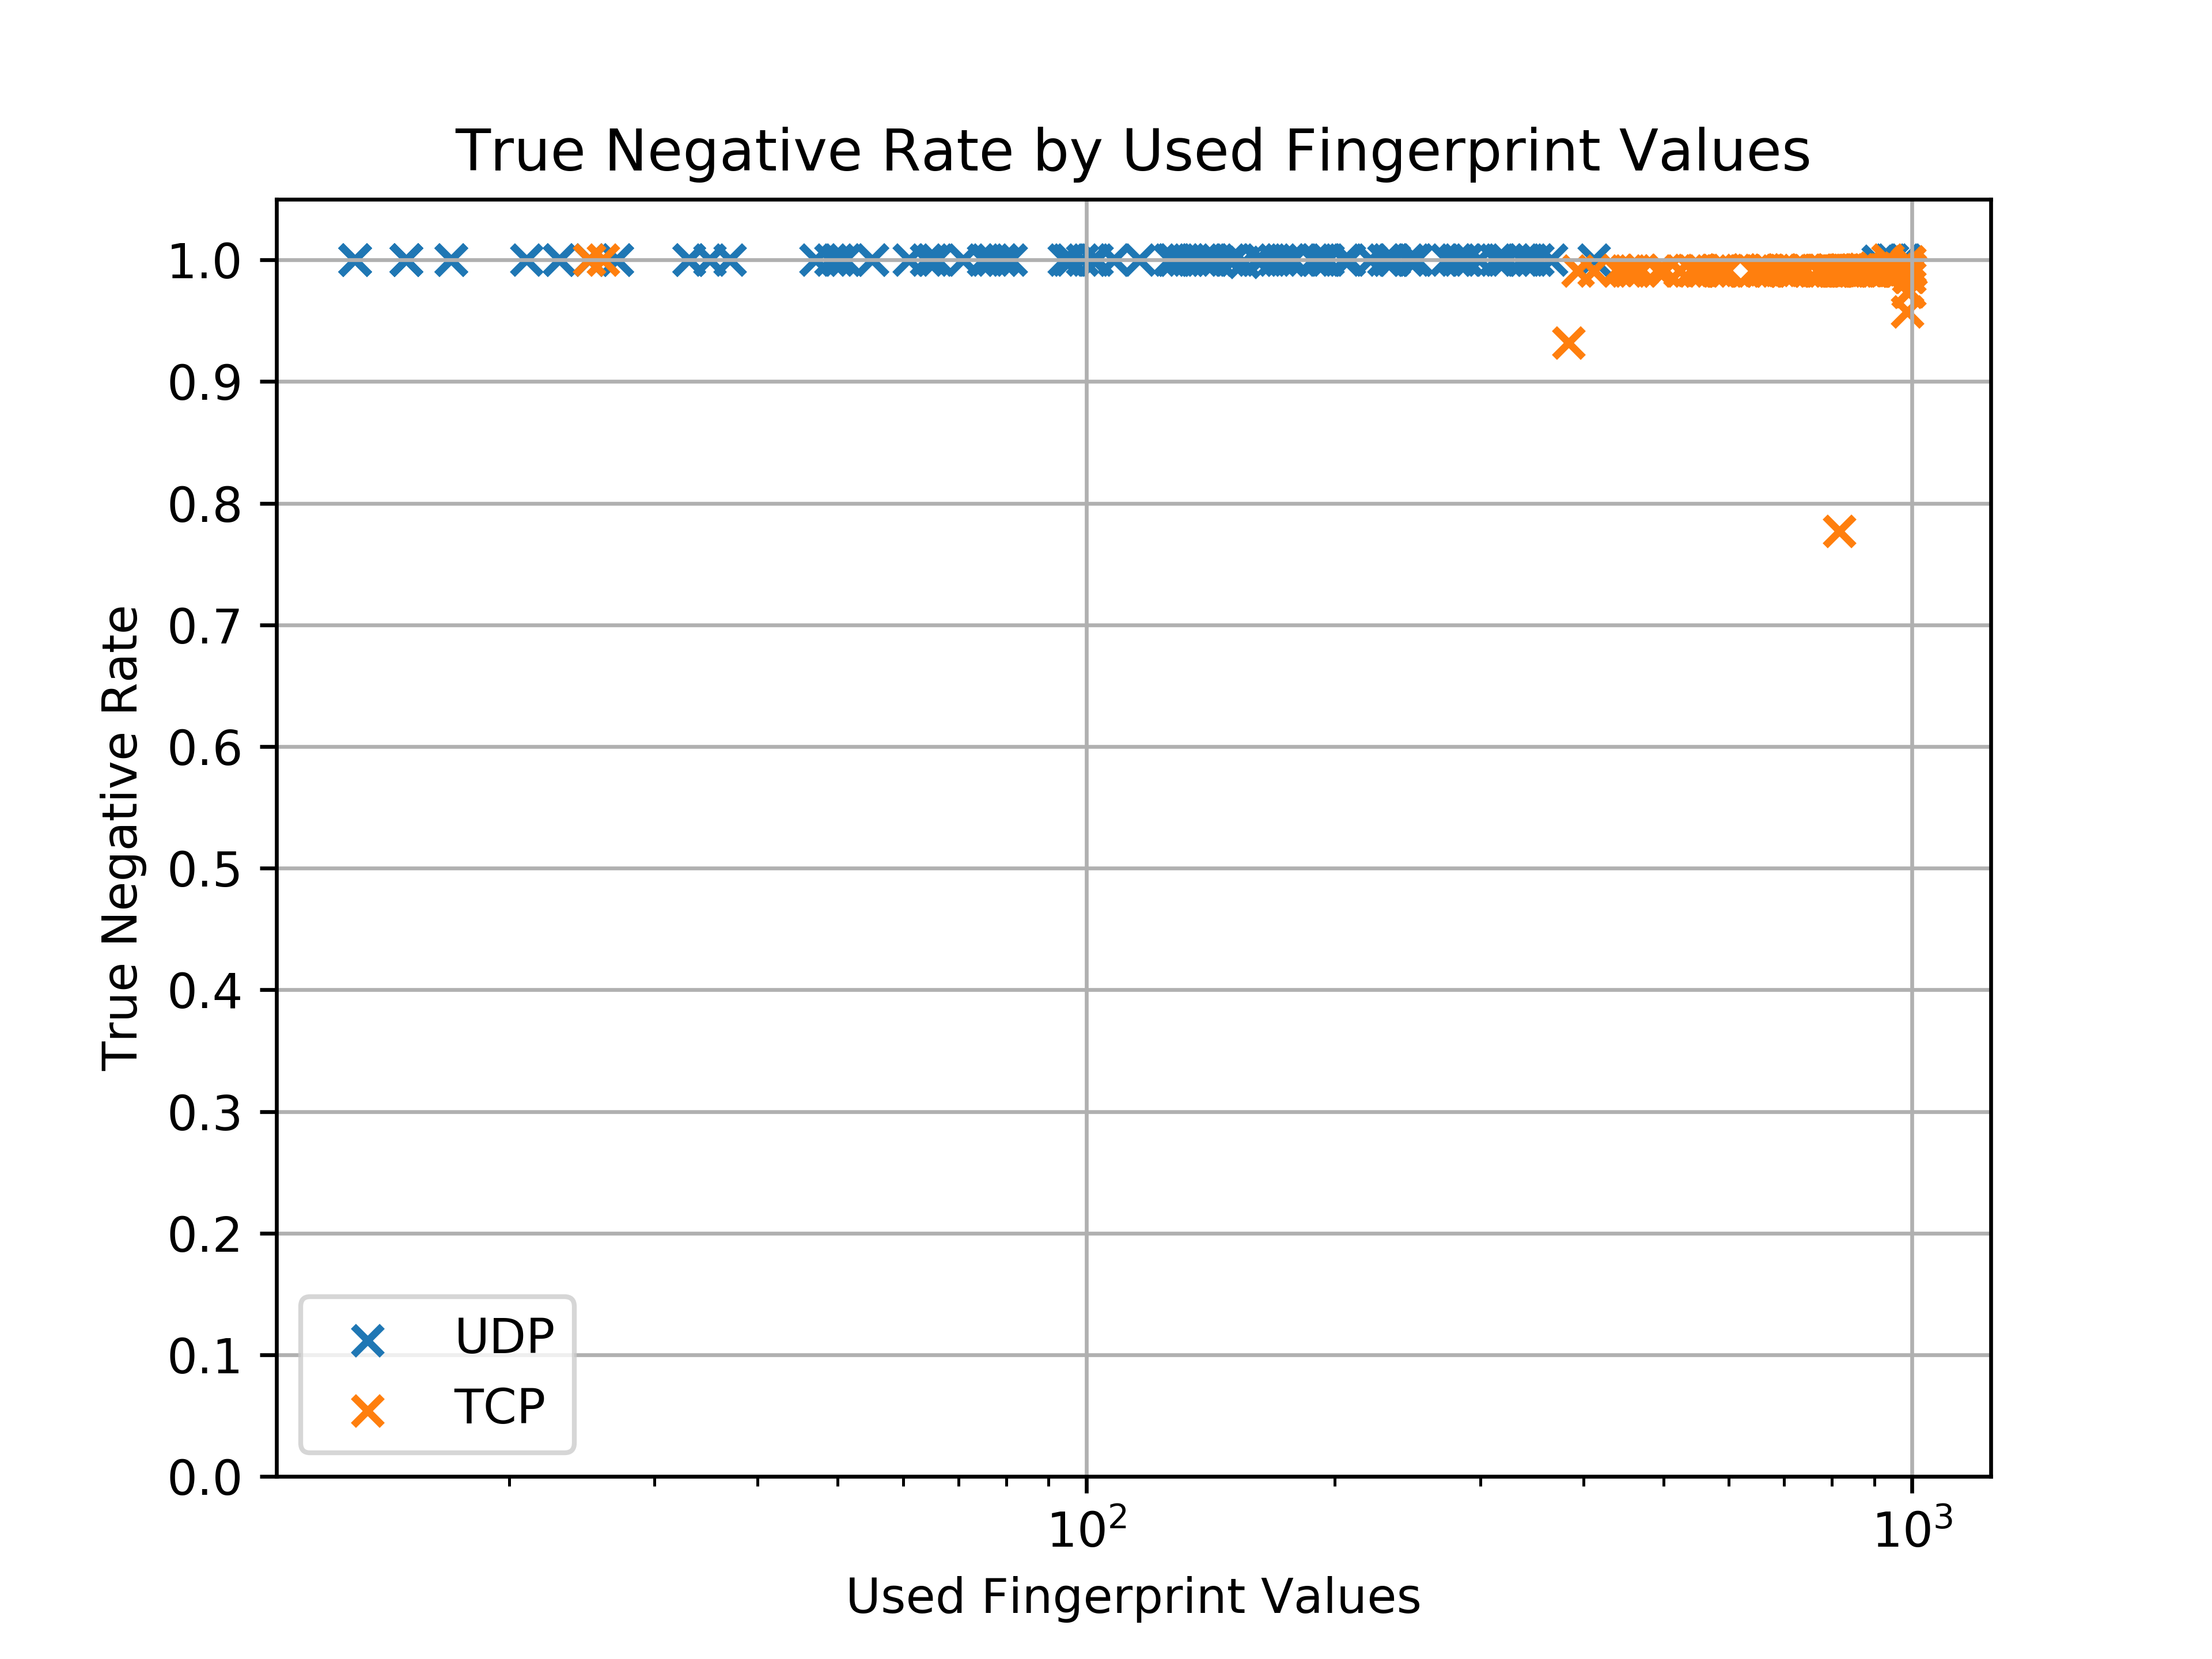 True Negative Rate by Used Fingerprint Values
True Negative Rate
1.0
0.9
0.8
0.7
0.6
0.5
0.4
0.3
0.2
0.1
0.0
UDP
TCP
10²
10³
Used Fingerprint Values